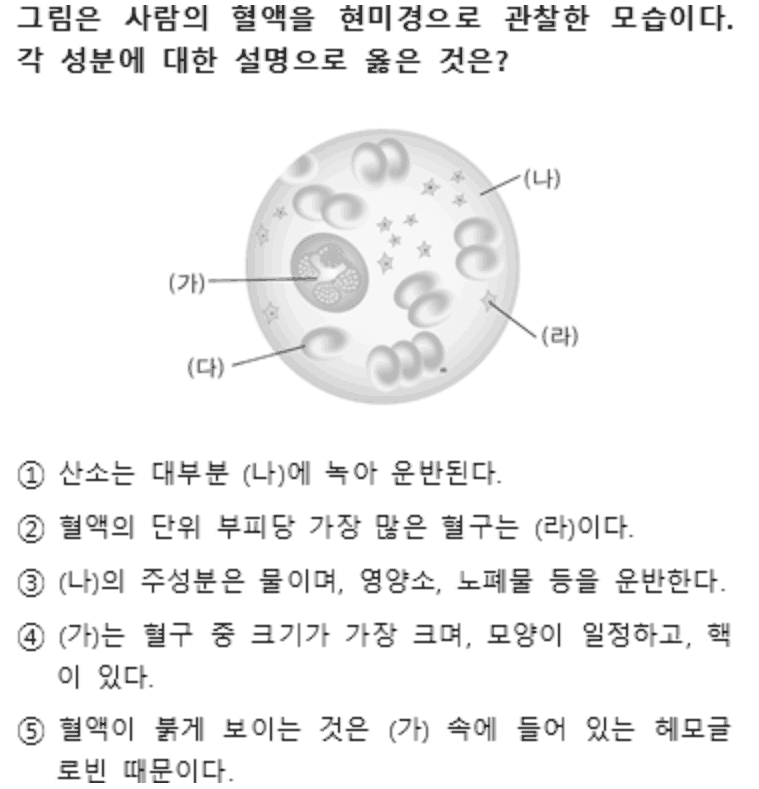 그림은 사람의 혈액을 현미경으로 관찰한 모습이다.
각 성분에 대한 설명으로 옳은 것은?
(나)
(가)
(라)
(다)
① 산소는 대부분 (나)에 녹아 운반된다.
② 혈액의 단위 부피당 가장 많은 혈구는 (라)이다.
③ (나)의 주성분은 물이며, 영양소, 노폐물 등을 운반한다.
④ (가)는 혈구 중 크기가 가장 크며, 모양이 일정하고, 핵
이 있다.
⑤ 혈액이 붉게 보이는 것은 (가) 속에 들어 있는 헤모글
로빈 때문이다.